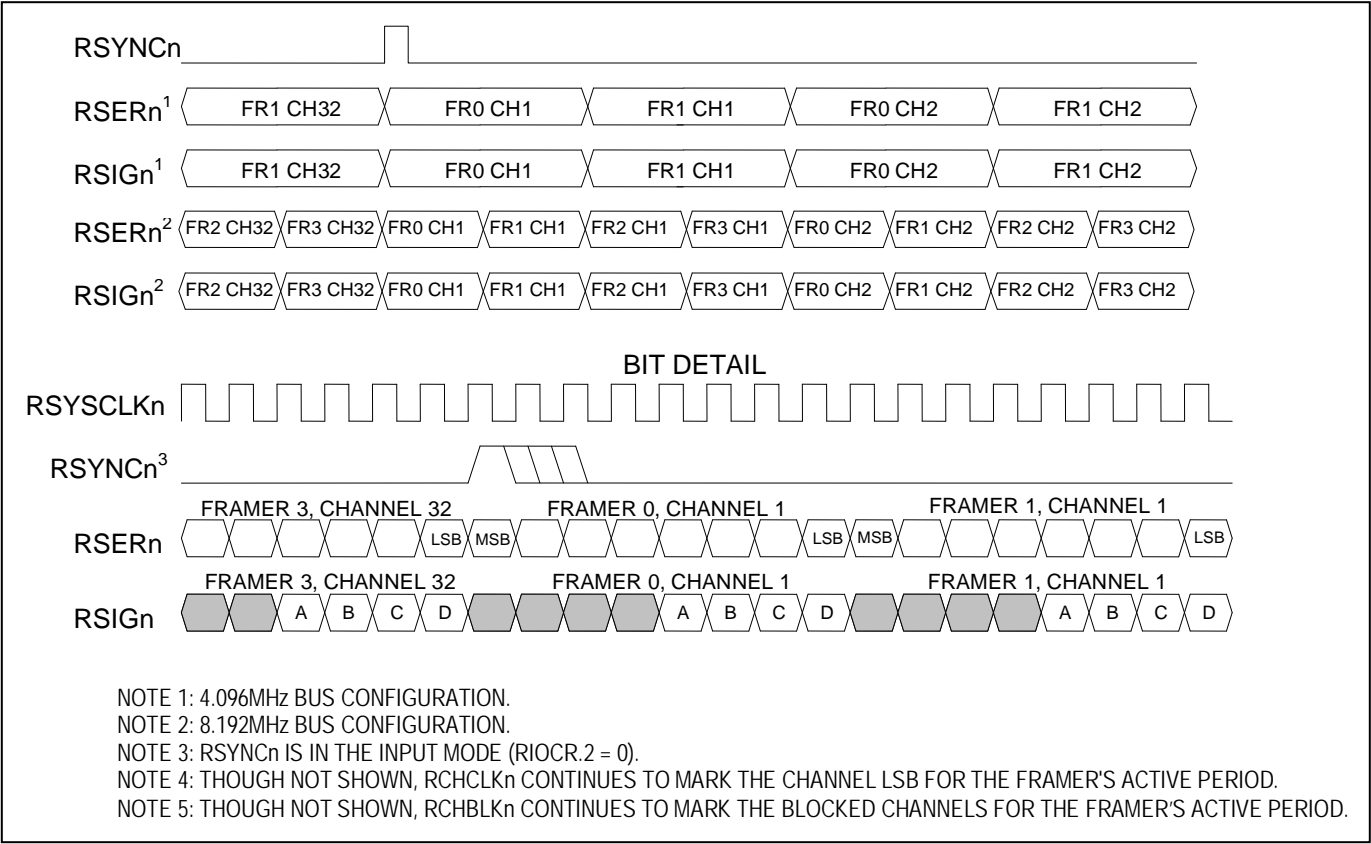 RSYNCn
RSERn1 FR1 CH32 FR0 CH1 FR1 CH1 FR0 CH2 FR1 CH2
RSIGn1 FR1 CH32 FR0 CH1 FR1 CH1 FR0 CH2 FR1 CH2
RSERn2 FR2 CH32 FR3 CH32 FR0 CH1 FR1 CH1 FR2 CH1 FR3 CH1 FR0 CH2 FR1 CH2 FR2 CH2 FR3 CH2
RSIGn2 FR2 CH32 FR3 CH32 FR0 CH1 FR1 CH1 FR2 CH1 FR3 CH1 FR0 CH2 FR1 CH2 FR2 CH2 FR3 CH2
BIT DETAIL
RSYSCLKn
RSYNCn3
FRAMER 3, CHANNEL 32 FRAMER 0, CHANNEL 1 FRAMER 1, CHANNEL 1
RSERn LSB MSB LSB MSB LSB
FRAMER 3, CHANNEL 32 FRAMER 0, CHANNEL 1 FRAMER 1, CHANNEL 1
RSIGn A B C D A B C D A B C D
NOTE 1: 4.096MHz BUS CONFIGURATION.
NOTE 2: 8.192MHz BUS CONFIGURATION.
NOTE 3: RSYNCn IS IN THE INPUT MODE (RIOCR.2 = 0).
NOTE 4: THOUGH NOT SHOWN, RCHCLKn CONTINUES TO MARK THE CHANNEL LSB FOR THE FRAMER'S ACTIVE PERIOD.
NOTE 5: THOUGH NOT SHOWN, RCHBLKn CONTINUES TO MARK THE BLOCKED CHANNELS FOR THE FRAMER'S ACTIVE PERIOD.